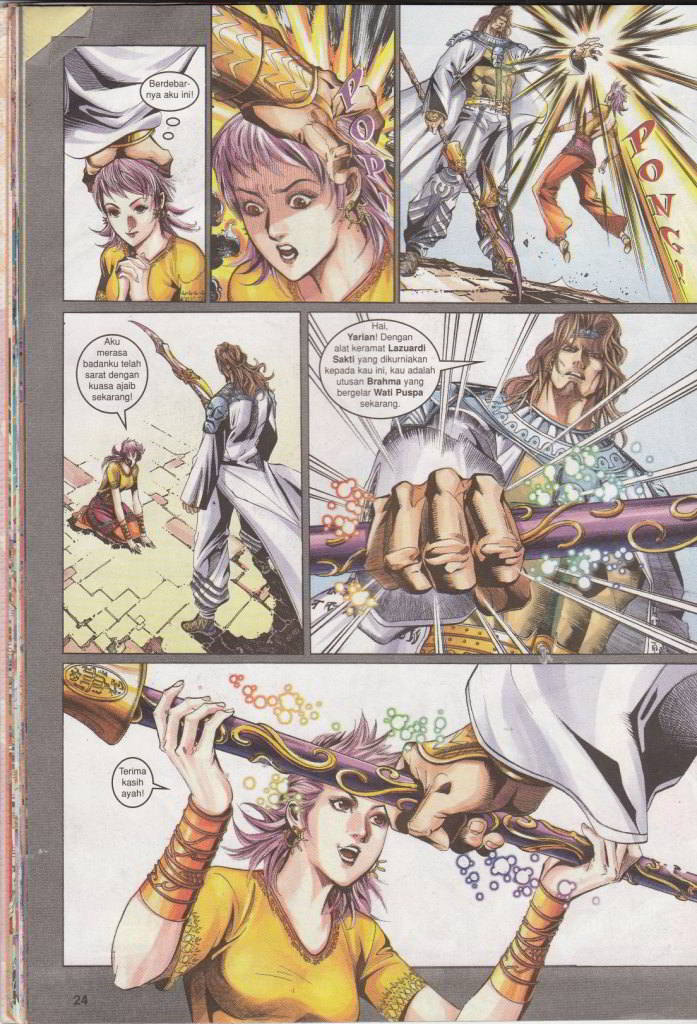 Berdebar-
nya aku ini!
POP
PONG!
Aku
merasa
badanku telah
sarat dengan
kuasa ajaib
sekarang!
Hai,
Yarian! Dengan
alat keramat Lazuardi
Sakti yang dikurniakan
kepada kau ini, kau adalah
utusan Brahma yang
bergelar Wati Puspa
sekarang.
Terima
kasih
ayah!
24